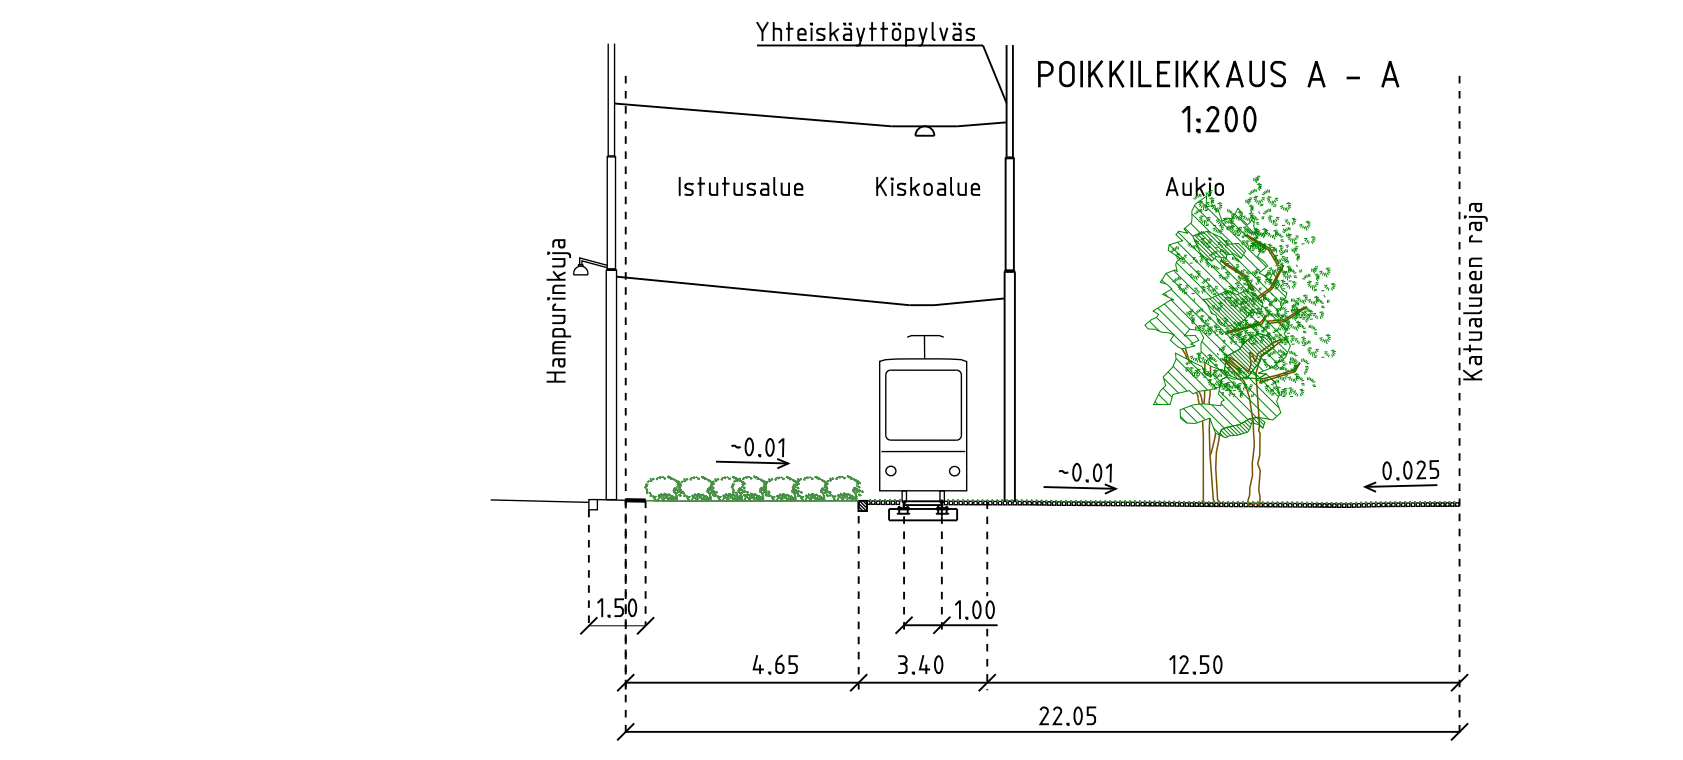 Yhteiskäyttöpylväs
POIKKILEIKKAUS A - A
1:200
Istutusalue
Kiskoalue
Aukio
Hampurinkuja
Katualueen raja
~0.01
~0.01
0.025
1.50
1.00
4.65
3.40
12.50
22.05